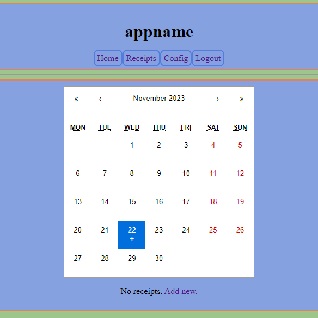 appname
Home Receipts Config Logout
« ‹ November 2023 › »
MON TUE WED THU FRI SAT SUN
1 2 3 4 5
6 7 8 9 10 11 12
13 14 15 16 17 18 19
20 21 22 23 24 25 26
27 28 29 30
No receipts. Add new.